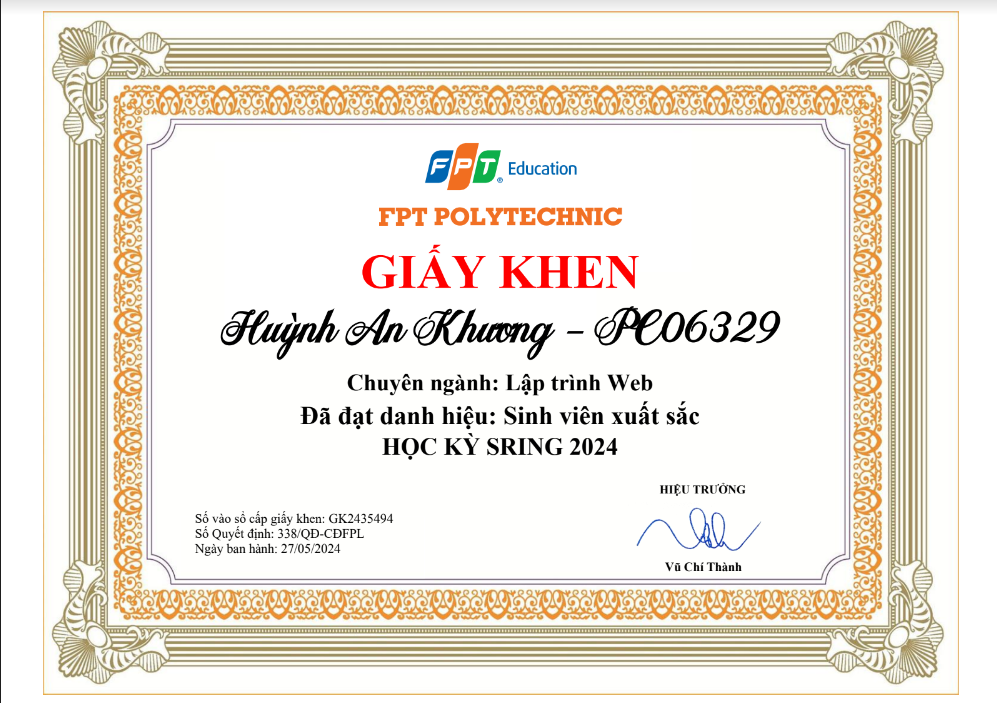 FPT Education
FPT POLYTECHNIC
GIẤY KHEN
Huỳnh An Khương - PC06329
Chuyên ngành: Lập trình Web
Đã đạt danh hiệu: Sinh viên xuất sắc
HỌC KỲ SRING 2024
Số vào sổ cấp giấy khen: GK2435494
Số Quyết định: 338/QĐ-CĐFPL
Ngày ban hành: 27/05/2024
HIỆU TRƯỞNG
Vũ Chí Thành